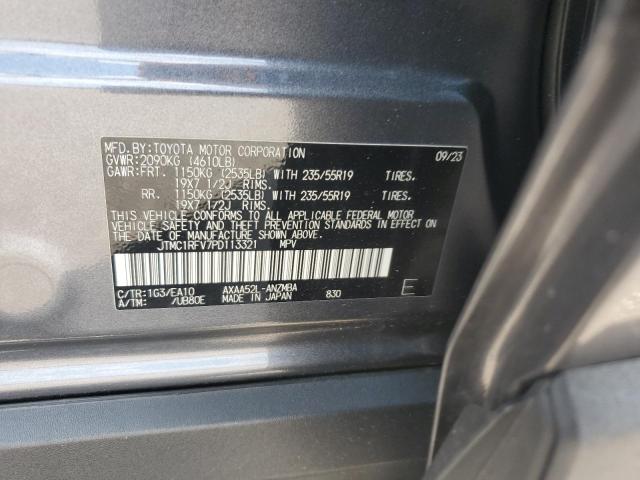 MFD. BY: TOYOTA MOTOR CORPORATION 09/23
GVWR: 2090KG (4610LB)
GAWR: FRT. 1150KG (2535LB) WITH 235/55R19 TIRES.
19X7 1/2J RIMS.
RR. 1150KG (2535LB) WITH 235/55R19 TIRES.
19X7 1/2J RIMS.
THIS VEHICLE CONFORMS TO ALL APPLICABLE FEDERAL MOTOR
VEHICLE SAFETY AND THEFT PREVENTION STANDARDS IN EFFECT ON
THE DATE OF MANUFACTURE SHOWN ABOVE.
JTMC1RFV7PD113321 MPV
C/TR: 1G3/EA10 AXAA52L-ANZMBA E
A/TM: /UB80E MADE IN JAPAN 830